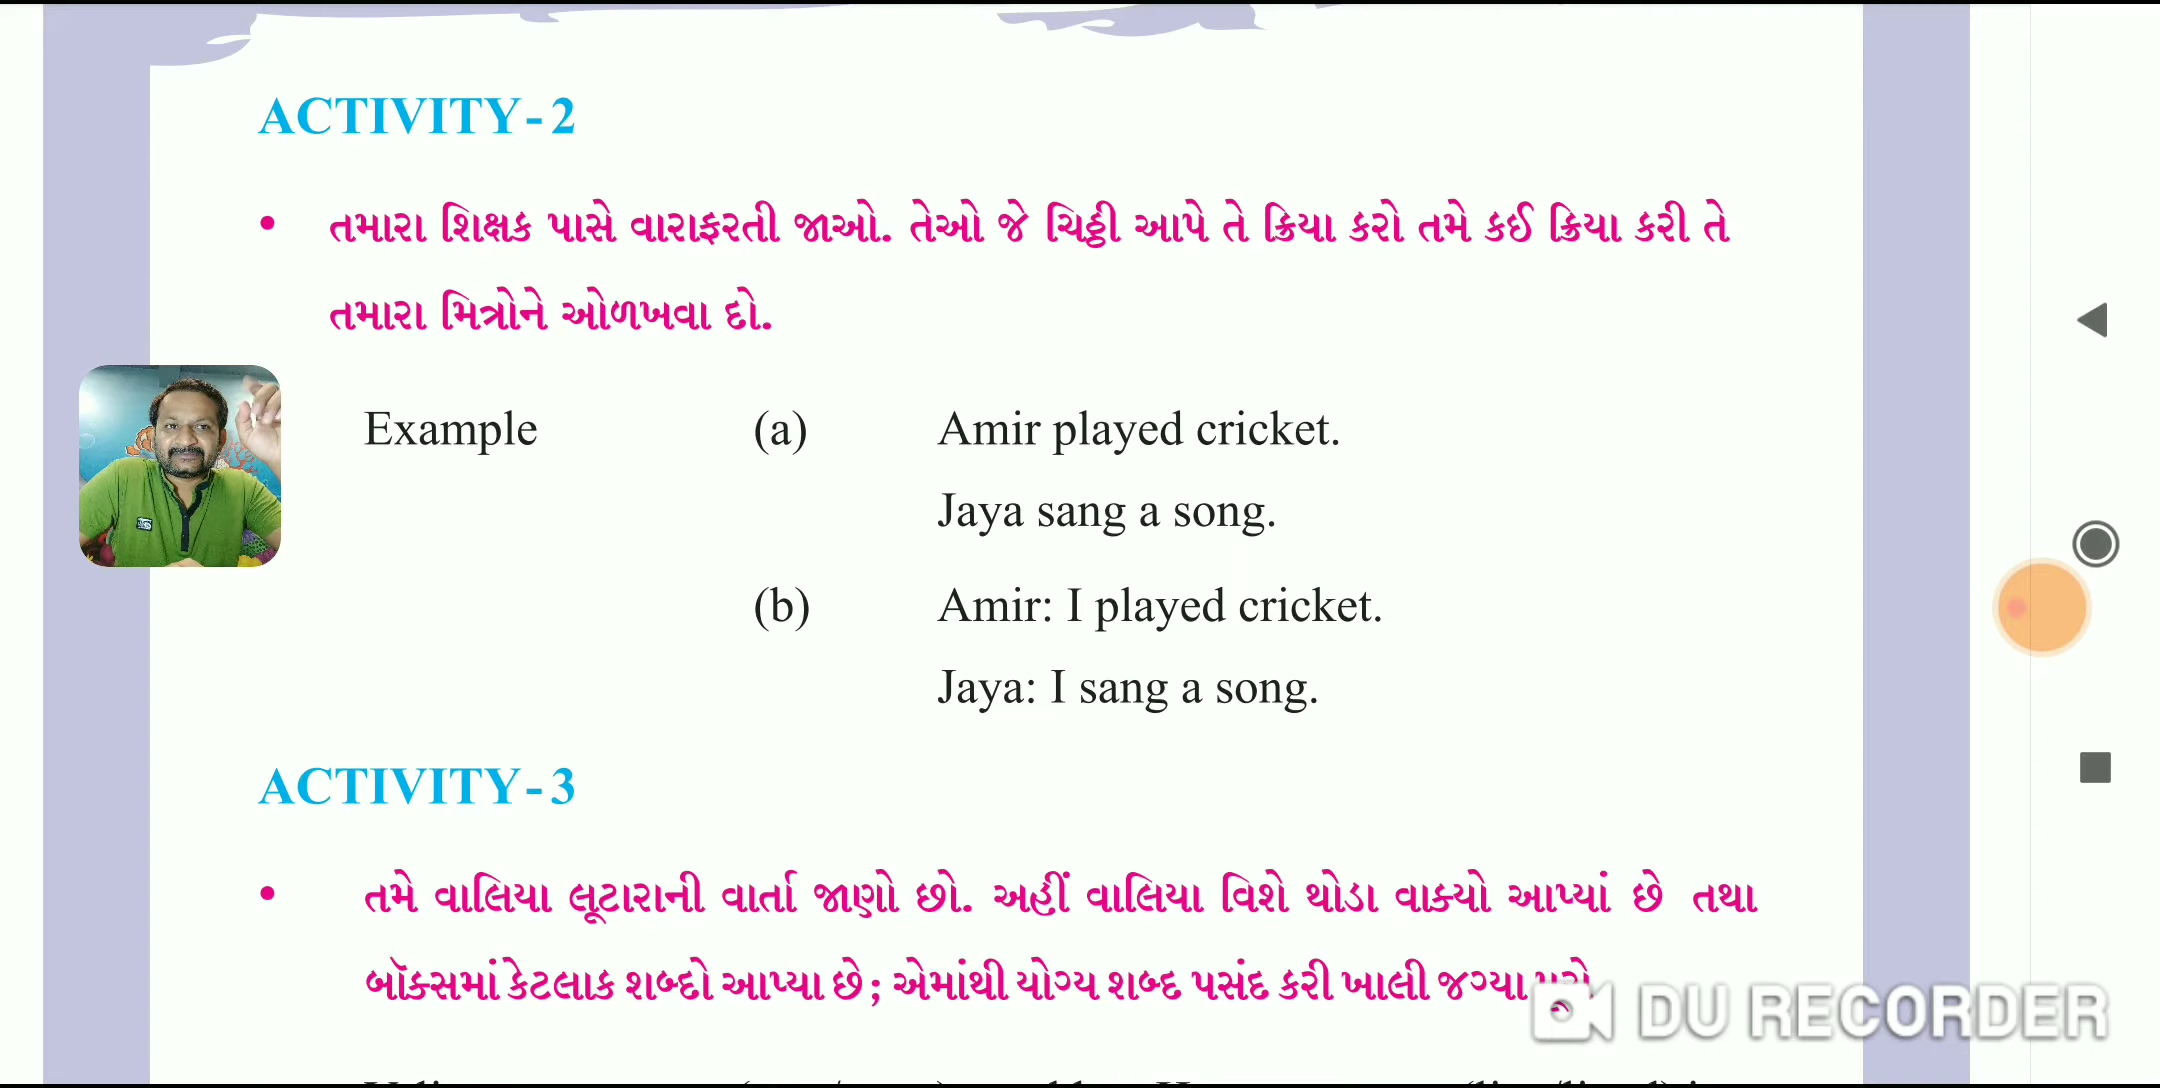 ACTIVITY-2
• તમારા શિક્ષક પાસે વારાફરતી જાઓ. તેઓ જે ચિઠ્ઠી આપે તે ક્રિયા કરો તમે કઈ ક્રિયા કરી તે
તમારા મિત્રોને ઓળખવા દો.
Example (a) Amir played cricket.
Jaya sang a song.
(b) Amir: I played cricket.
Jaya: I sang a song.
ACTIVITY-3
• તમે વાલિયા લૂટારાની વાર્તા જાણો છો. અહીં વાલિયા વિશે થોડા વાક્યો આપ્યાં છે તથા
બૉક્સમાં કેટલાક શબ્દો આપ્યા છે; એમાંથી યોગ્ય શબ્દ પસંદ કરી ખાલી જગ્યા
DU RECORDER